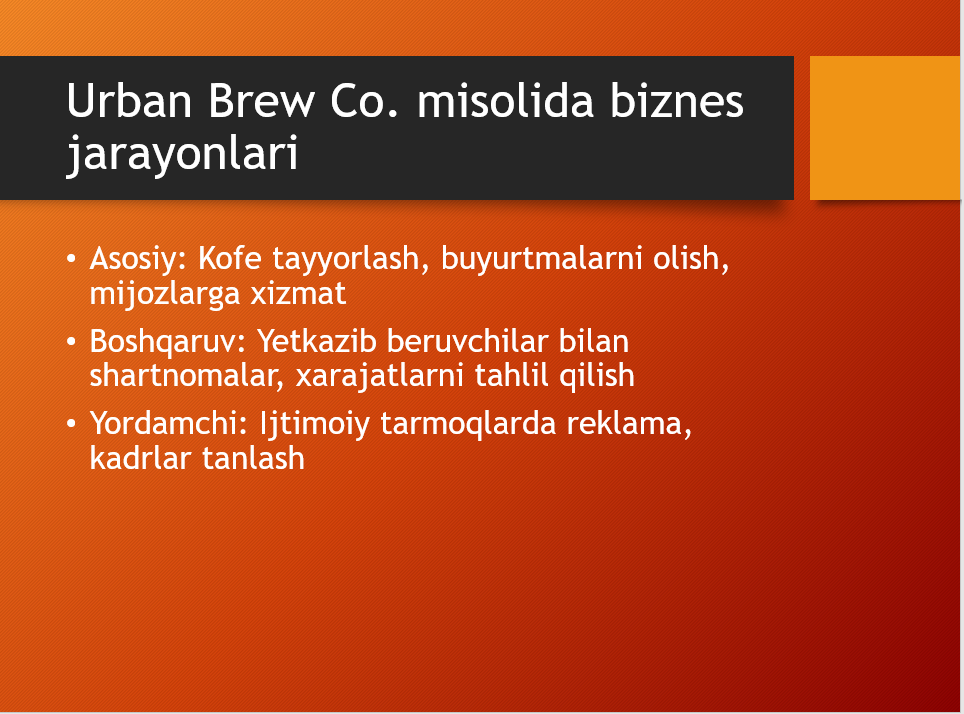 Urban Brew Co. misolida biznes
jarayonlari
• Asosiy: Kofe tayyorlash, buyurtmalarni olish,
mijozlarga xizmat
• Boshqaruv: Yetkazib beruvchilar bilan
shartnomalar, xarajatlarni tahlil qilish
• Yordamchi: Ijtimoiy tarmoqlarda reklama,
kadrlar tanlash